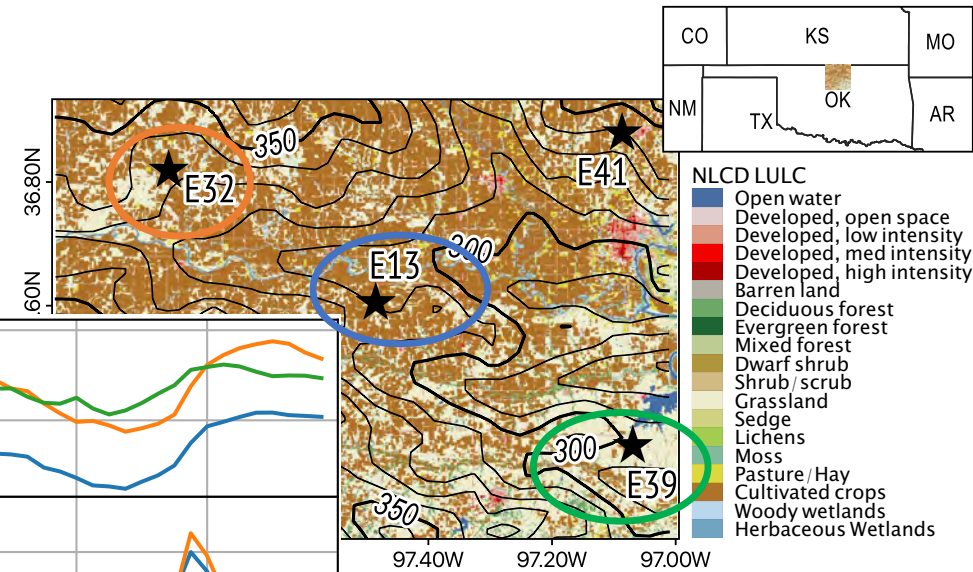 CO
KS
MO
NM
TX
OK
AR
350
E32
E41
36.80N
300
E13
.60N
300
E39
350
97.40W
97.20W
97.00W
NLCD LULC
Open water
Developed, open space
Developed, low intensity
Developed, med intensity
Developed, high intensity
Barren land
Deciduous forest
Evergreen forest
Mixed forest
Dwarf shrub
Shrub/scrub
Grassland
Sedge
Lichens
Moss
Pasture/Hay
Cultivated crops
Woody wetlands
Herbaceous Wetlands